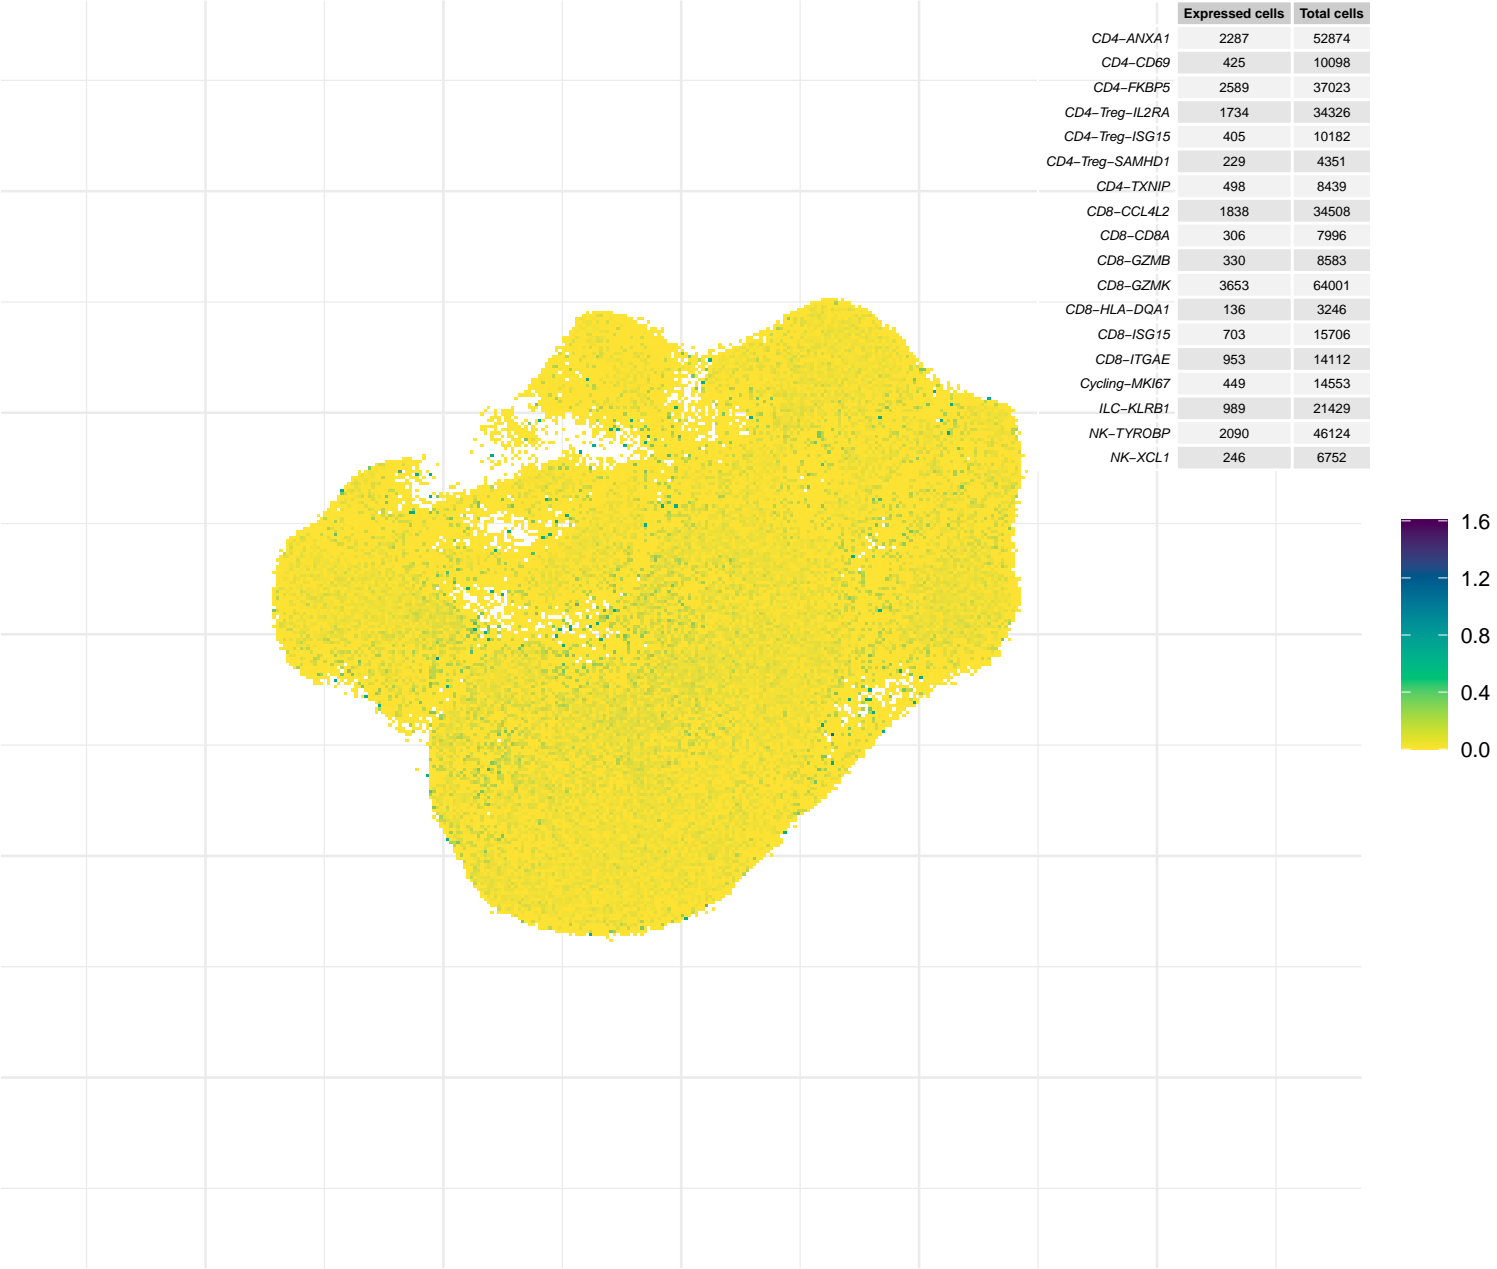 Expressed cells Total cells
CD4−ANXA1 2287 52874
CD4−CD69 425 10098
CD4−FKBP5 2589 37023
CD4−Treg−IL2RA 1734 34326
CD4−Treg−ISG15 405 10182
CD4−Treg−SAMHD1 229 4351
CD4−TXNIP 498 8439
CD8−CCL4L2 1838 34508
CD8−CD8A 306 7996
CD8−GZMB 330 8583
CD8−GZMK 3653 64001
CD8−HLA−DQA1 136 3246
CD8−ISG15 703 15706
CD8−ITGAE 953 14112
Cycling−MKI67 449 14553
ILC−KLRB1 989 21429
NK−TYROBP 2090 46124
NK−XCL1 246 6752
1.6
1.2
0.8
0.4
0.0